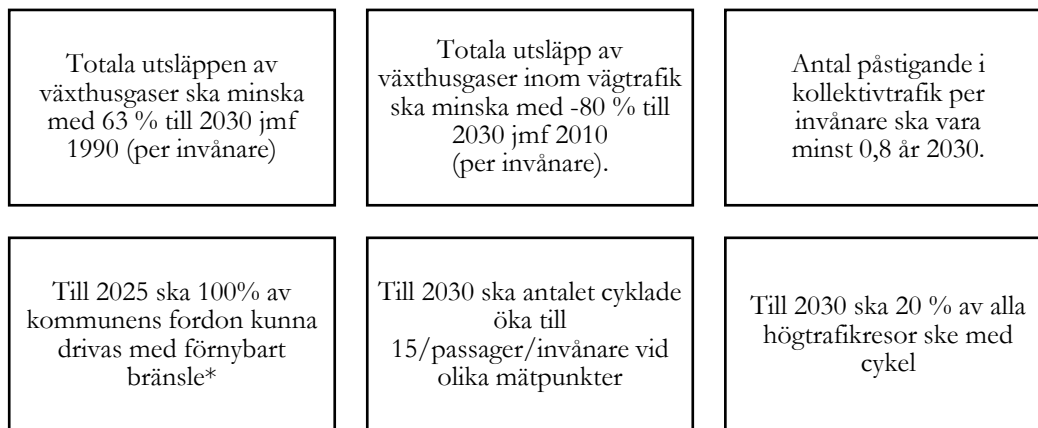 Totala utsläppen av
växthusgaser ska minska
med 63 % till 2030 jmf
1990 (per invånare)
Totala utsläpp av
växthusgaser inom vägtrafik
ska minska med -80 % till
2030 jmf 2010
(per invånare).
Antal påstigande i
kollektivtrafik per
invånare ska vara
minst 0,8 år 2030.
Till 2025 ska 100% av
kommunens fordon kunna
drivas med förnybart
bränsle*
Till 2030 ska antalet cyklade
öka till
15/passager/invånare vid
olika mätpunkter
Till 2030 ska 20 % av alla
högtrafikresor ske med
cykel